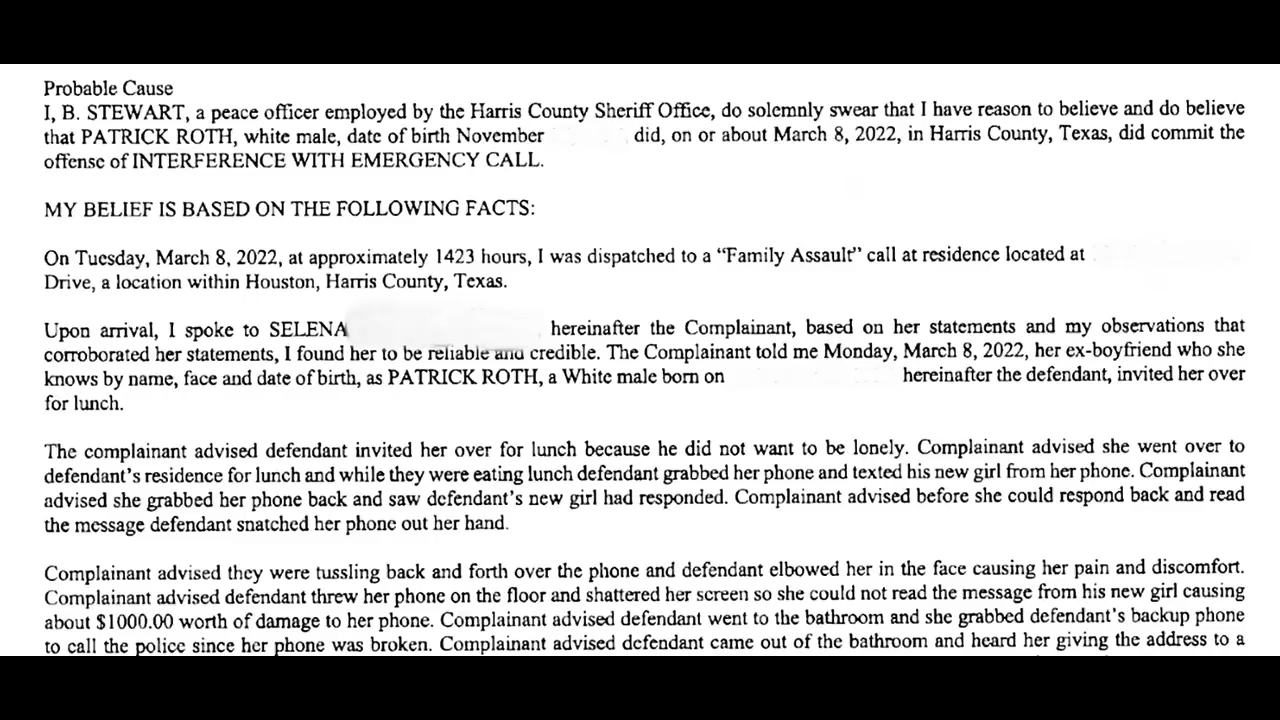 Probable Cause
I, B. STEWART, a peace officer employed by the Harris County Sheriff Office, do solemnly swear that I have reason to believe and do believe
that PATRICK ROTH, white male, date of birth November did, on or about March 8, 2022, in Harris County, Texas, did commit the
offense of INTERFERENCE WITH EMERGENCY CALL.
MY BELIEF IS BASED ON THE FOLLOWING FACTS:
On Tuesday, March 8, 2022, at approximately 1423 hours, I was dispatched to a “Family Assault” call at residence located at
Drive, a location within Houston, Harris County, Texas.
Upon arrival, I spoke to SELENA hereinafter the Complainant, based on her statements and my observations that
corroborated her statements, I found her to be reliable and credible. The Complainant told me Monday, March 8, 2022, her ex-boyfriend who she
knows by name, face and date of birth, as PATRICK ROTH, a White male born on hereinafter the defendant, invited her over
for lunch.
The complainant advised defendant invited her over for lunch because he did not want to be lonely. Complainant advised she went over to
defendant's residence for lunch and while they were eating lunch defendant grabbed her phone and texted his new girl from her phone. Complainant
advised she grabbed her phone back and saw defendant's new girl had responded. Complainant advised before she could respond back and read
the message defendant snatched her phone out her hand.
Complainant advised they were tussling back and forth over the phone and defendant elbowed her in the face causing her pain and discomfort.
Complainant advised defendant threw her phone on the floor and shattered her screen so she could not read the message from his new girl causing
about $1000.00 worth of damage to her phone. Complainant advised defendant went to the bathroom and she grabbed defendant's backup phone
to call the police since her phone was broken. Complainant advised defendant came out of the bathroom and heard her giving the address to a